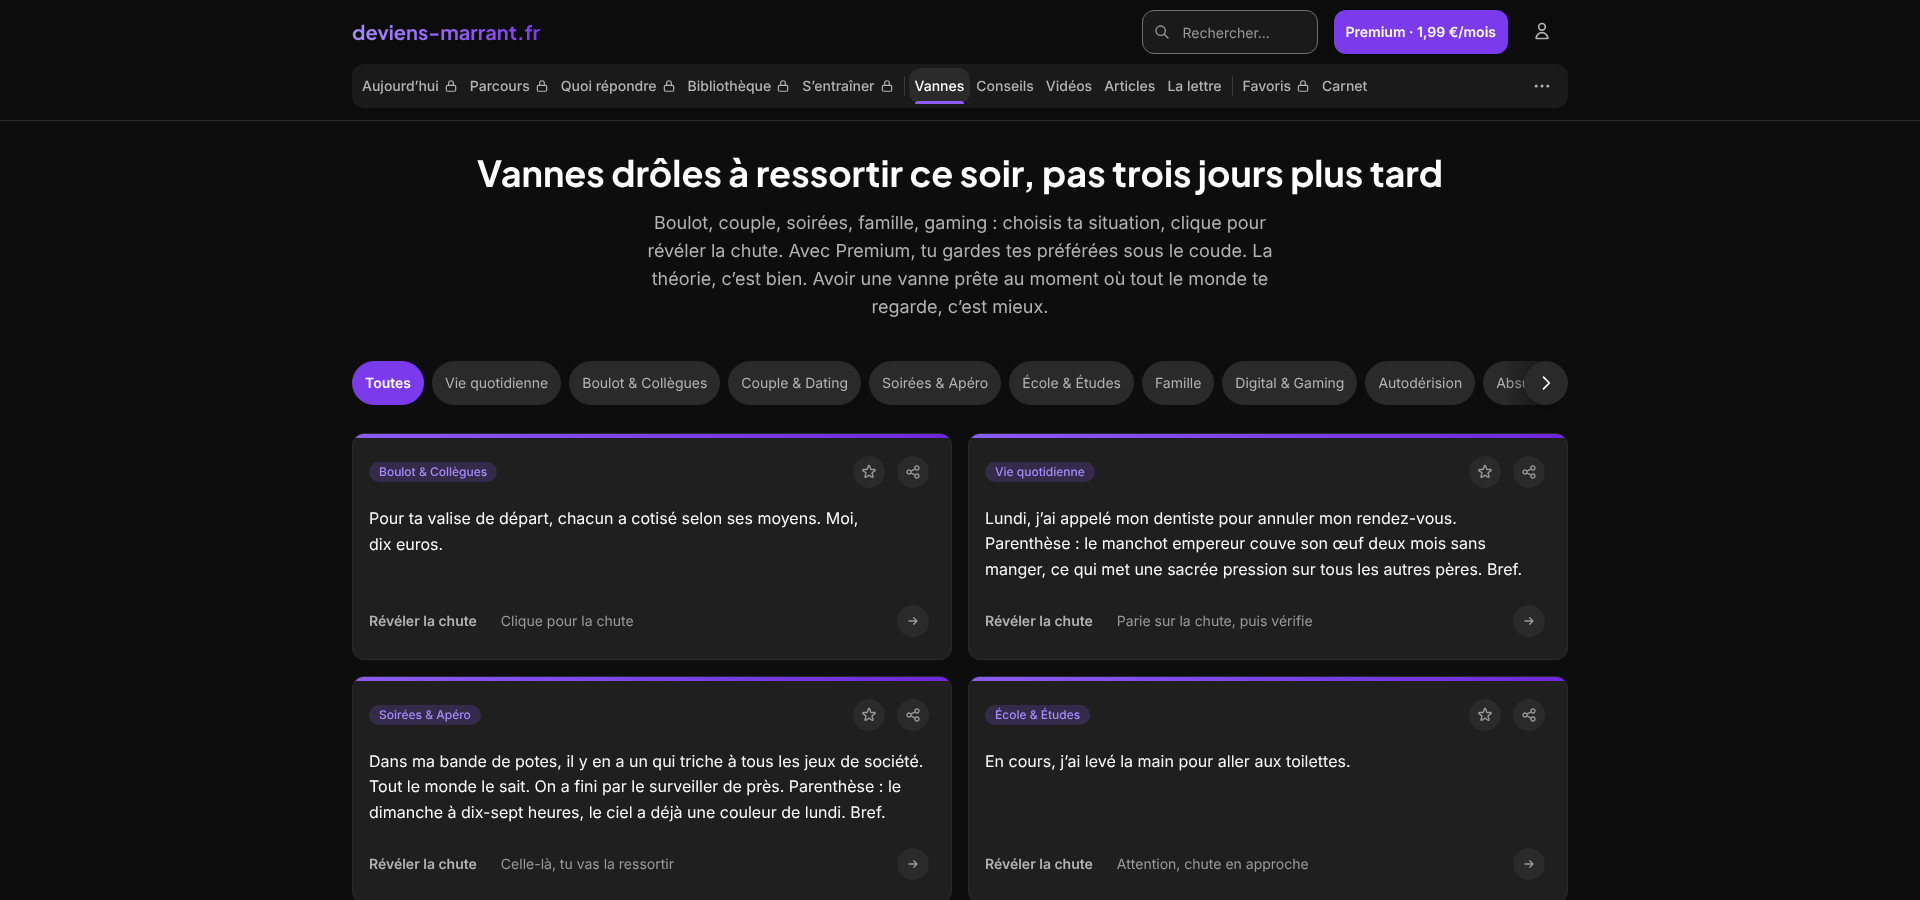 deviens-marrant.fr
Rechercher...
Premium · 1,99 €/mois
Aujourd’hui Parcours Quoi répondre Bibliothèque S’entraîner Vannes Conseils Vidéos Articles La lettre Favoris Carnet
Vannes drôles à ressortir ce soir, pas trois jours plus tard
Boulot, couple, soirées, famille, gaming : choisis ta situation, clique pour
révéler la chute. Avec Premium, tu gardes tes préférées sous le coude. La
théorie, c’est bien. Avoir une vanne prête au moment où tout le monde te
regarde, c’est mieux.
Toutes Vie quotidienne Boulot & Collègues Couple & Dating Soirées & Apéro École & Études Famille Digital & Gaming Autodérision
Boulot & Collègues
Pour ta valise de départ, chacun a cotisé selon ses moyens. Moi,
dix euros.
Révéler la chute Clique pour la chute
Vie quotidienne
Lundi, j’ai appelé mon dentiste pour annuler mon rendez-vous.
Parenthèse : le manchot empereur couve son œuf deux mois sans
manger, ce qui met une sacrée pression sur tous les autres pères. Bref.
Révéler la chute Parie sur la chute, puis vérifie
Soirées & Apéro
Dans ma bande de potes, il y en a un qui triche à tous les jeux de société.
Tout le monde le sait. On a fini par le surveiller de près. Parenthèse : le
dimanche à dix-sept heures, le ciel a déjà une couleur de lundi. Bref.
Révéler la chute Celle-là, tu vas la ressortir
École & Études
En cours, j’ai levé la main pour aller aux toilettes.
Révéler la chute Attention, chute en approche